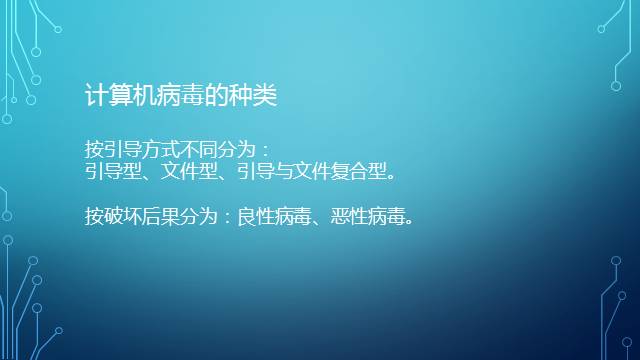 计算机病毒的种类
按引导方式不同分为：
引导型、文件型、引导与文件复合型。
按破坏后果分为：良性病毒、恶性病毒。